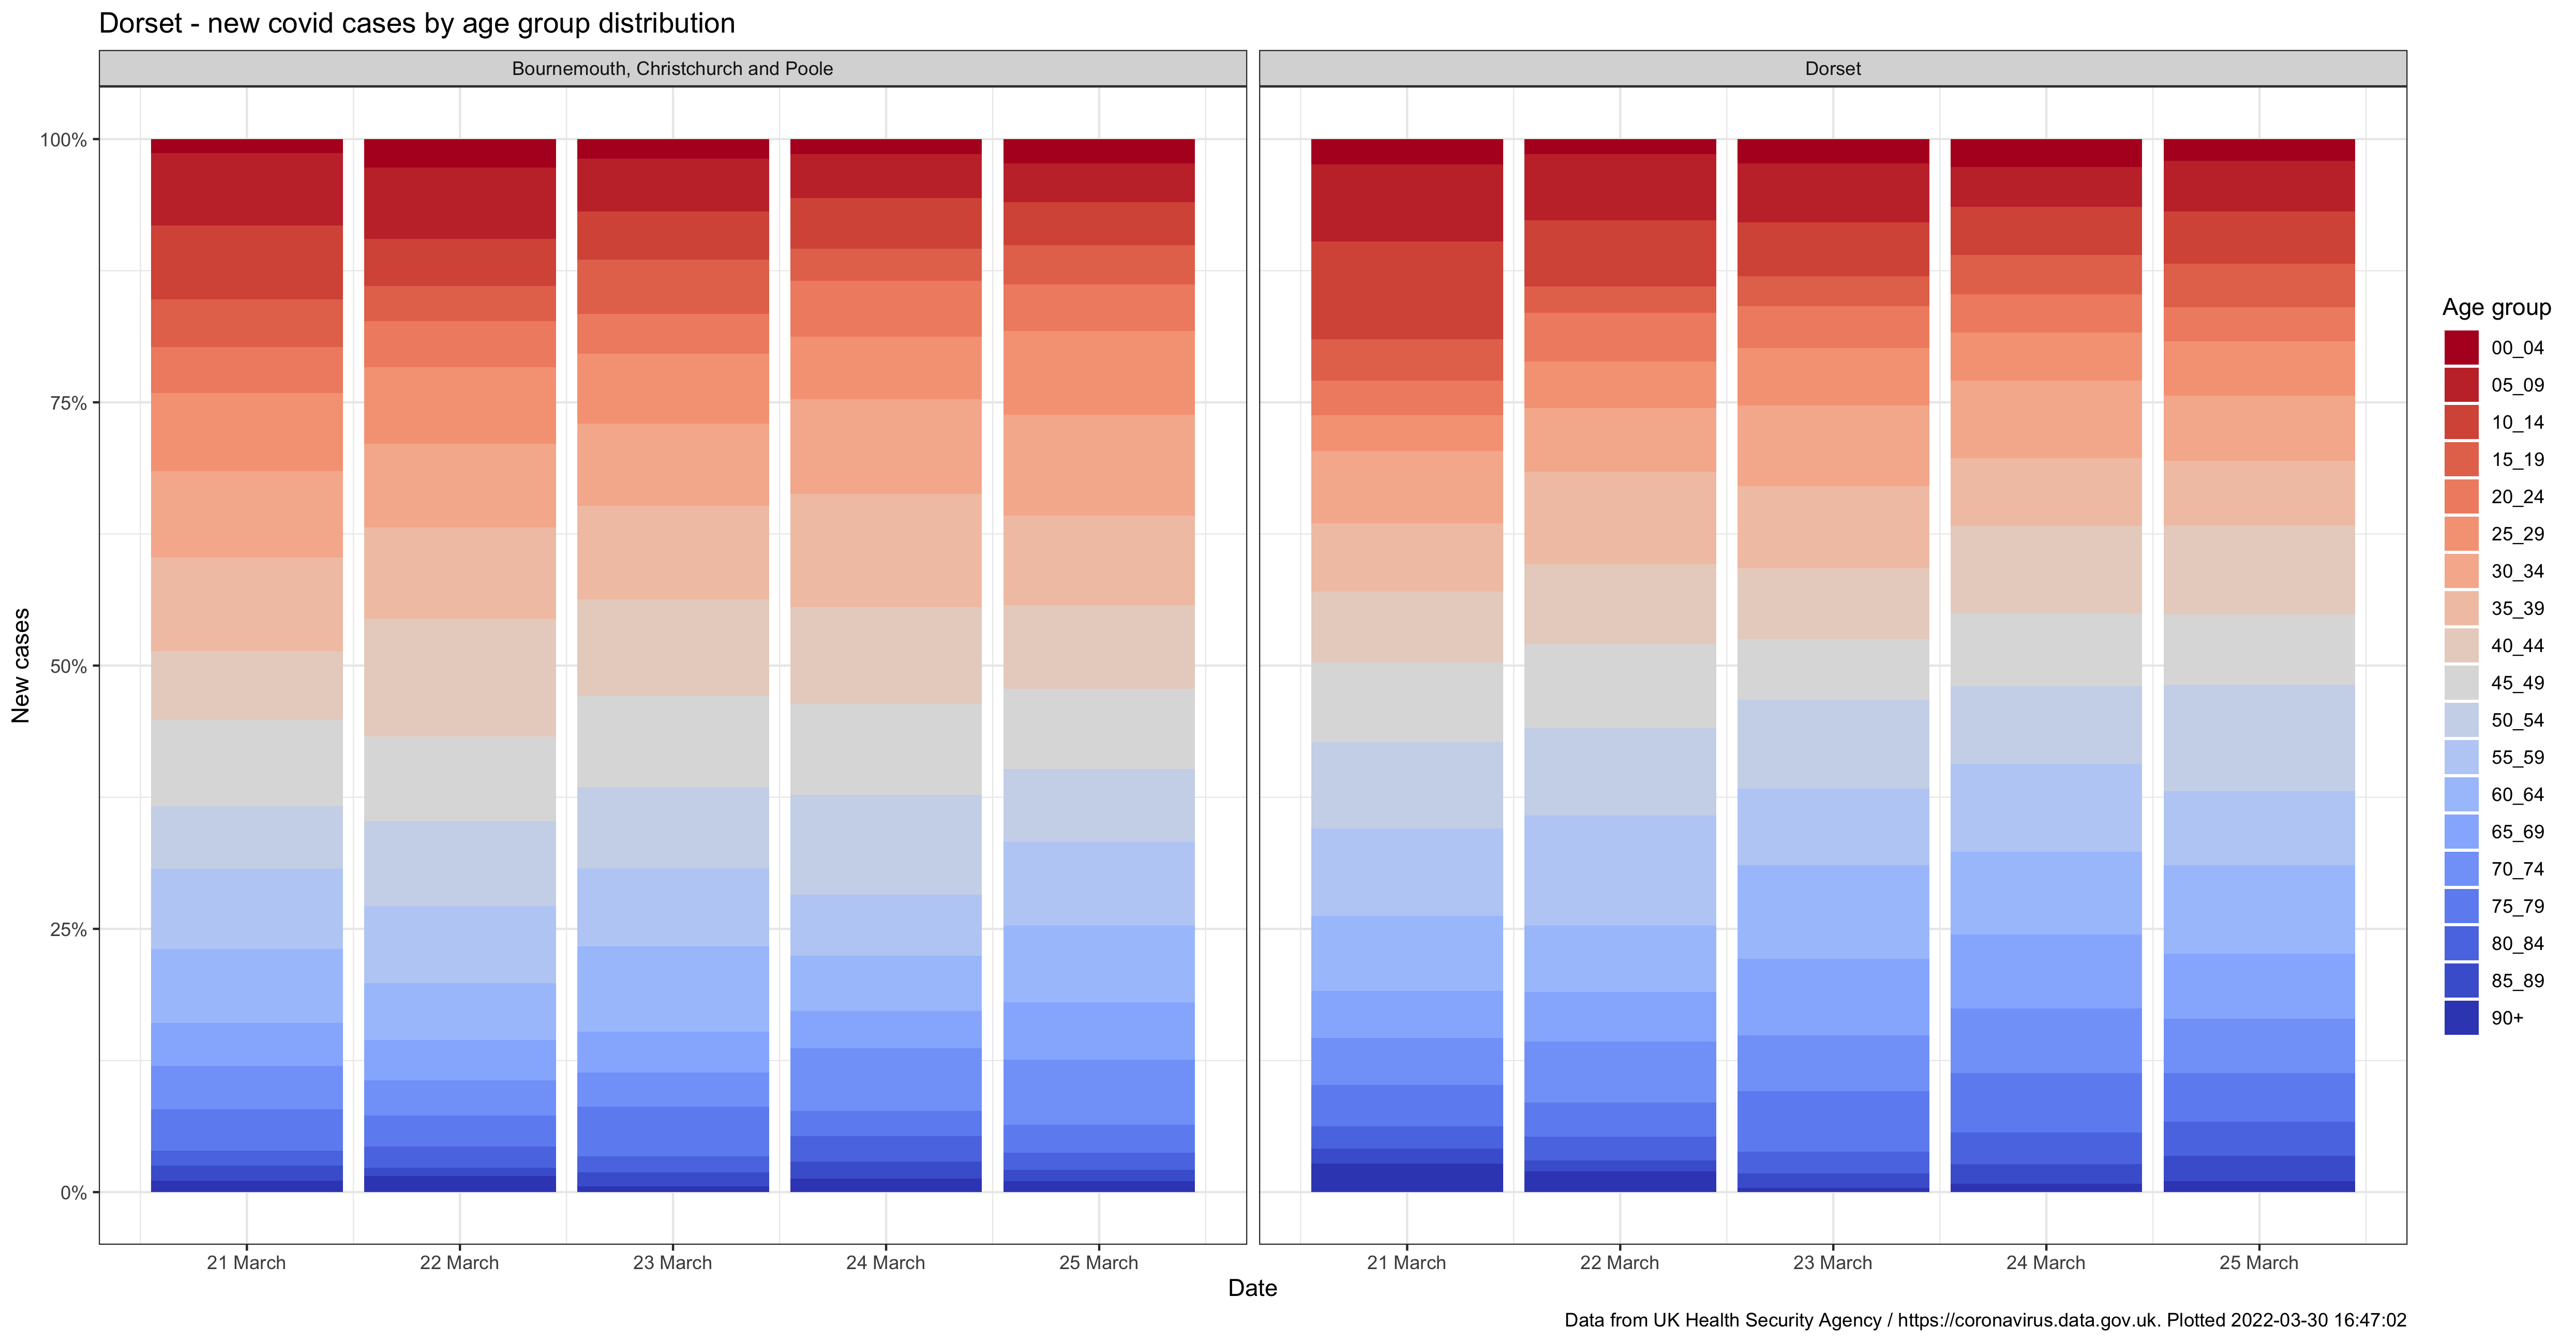 Dorset - new covid cases by age group distribution
Bournemouth, Christchurch and Poole
Dorset
100%
75%
50%
25%
0%
New cases
21 March
22 March
23 March
24 March
25 March
21 March
22 March
23 March
24 March
25 March
Date
Age group
00_04
05_09
10_14
15_19
20_24
25_29
30_34
35_39
40_44
45_49
50_54
55_59
60_64
65_69
70_74
75_79
80_84
85_89
90+
Data from UK Health Security Agency / https://coronavirus.data.gov.uk. Plotted 2022-03-30 16:47:02